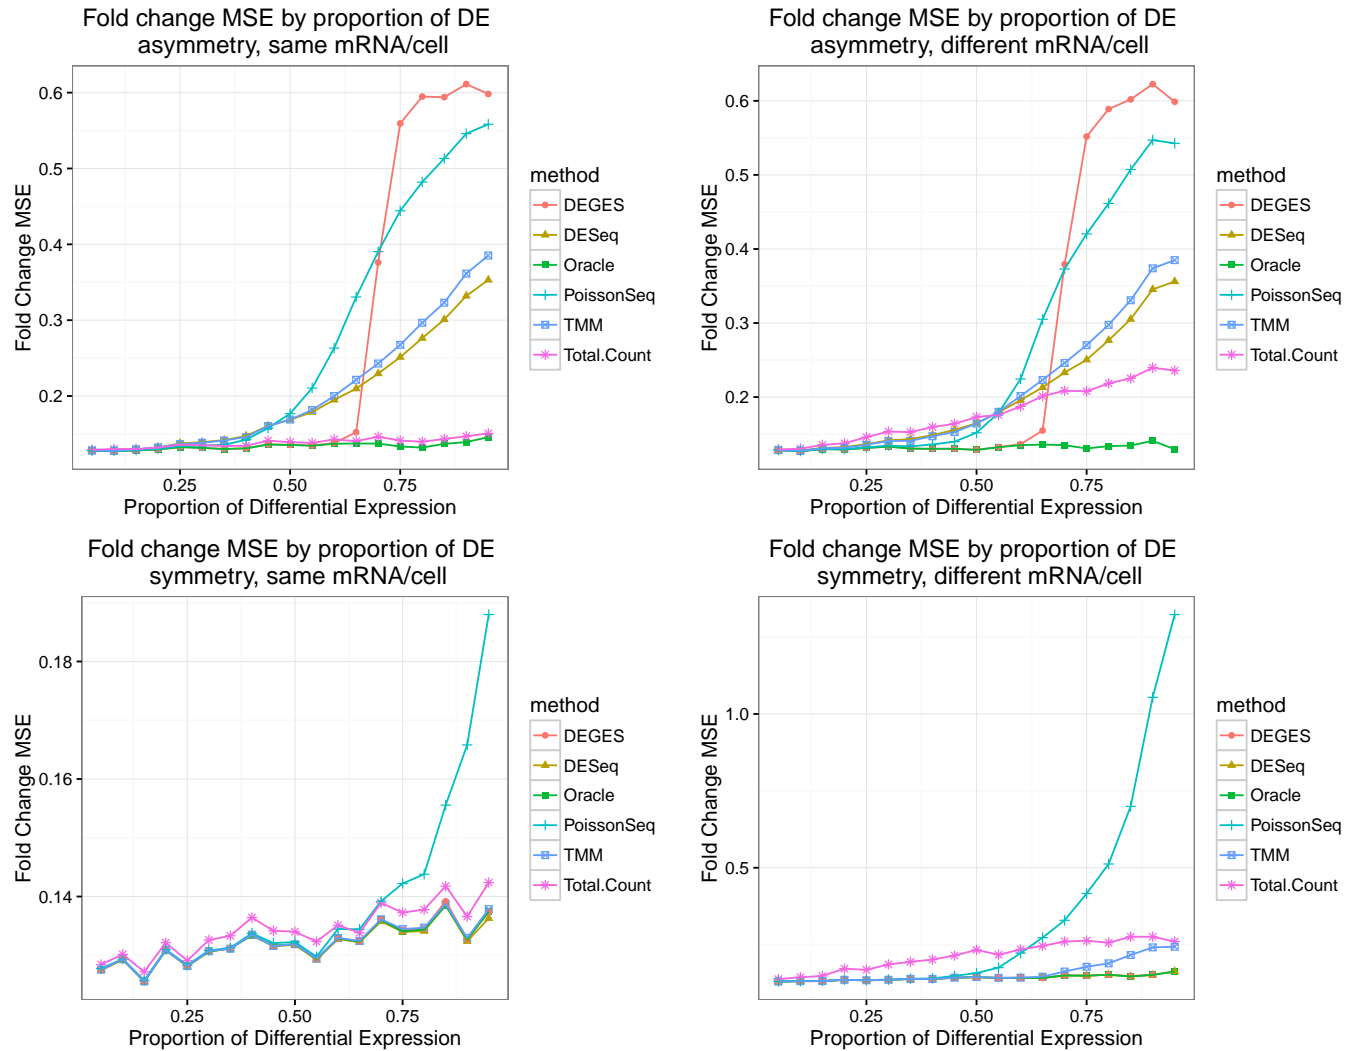 Fold change MSE by proportion of DE
asymmetry, same mRNA/cell
Fold Change MSE
0.6
0.5
0.4
0.3
0.2
0.25
0.50
0.75
Proportion of Differential Expression
method
DEGES
DESeq
Oracle
PoissonSeq
TMM
Total.Count
Fold change MSE by proportion of DE
asymmetry, different mRNA/cell
Fold Change MSE
0.6
0.5
0.4
0.3
0.2
0.25
0.50
0.75
Proportion of Differential Expression
method
DEGES
DESeq
Oracle
PoissonSeq
TMM
Total.Count
Fold change MSE by proportion of DE
symmetry, same mRNA/cell
Fold Change MSE
0.18
0.16
0.14
0.25
0.50
0.75
Proportion of Differential Expression
method
DEGES
DESeq
Oracle
PoissonSeq
TMM
Total.Count
Fold change MSE by proportion of DE
symmetry, different mRNA/cell
Fold Change MSE
1.0
0.5
0.25
0.50
0.75
Proportion of Differential Expression
method
DEGES
DESeq
Oracle
PoissonSeq
TMM
Total.Count